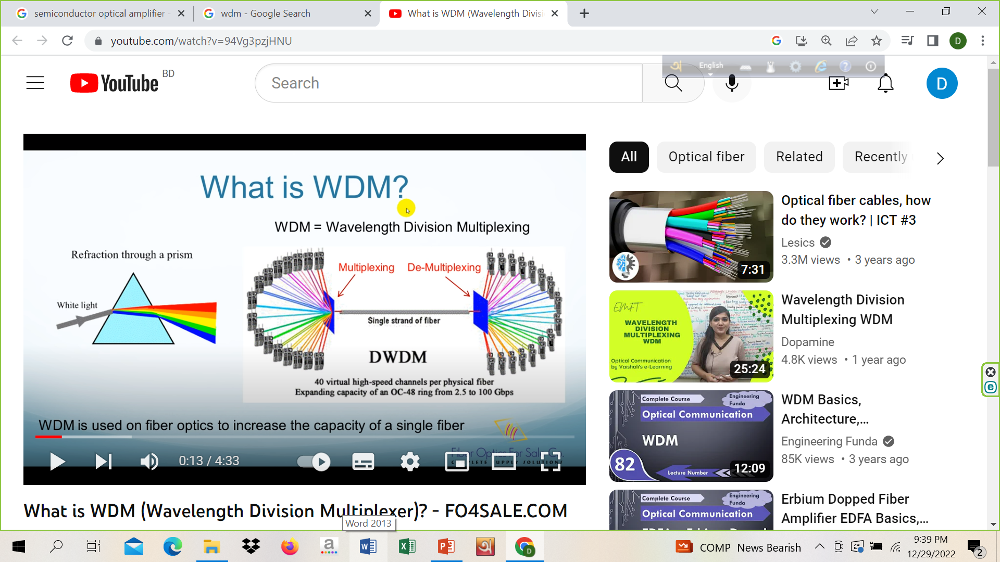 semiconductor optical amplifier -
wdm - Google Search
What is WDM (Wavelength Divisi
youtube.com/watch?v=94Vg3pzjHNU
D
English
YouTube BD
Search
D
What is WDM?
WDM = Wavelength Division Multiplexing
Refraction through a prism
White light
Multiplexing De-Multiplexing
Single strand of fiber
DWDM
40 virtual high-speed channels per physical fiber
Expanding capacity of an OC-48 ring from 2.5 to 100 Gbps
WDM is used on fiber optics to increase the capacity of a single fiber
Fiber Optics For Sale Co.
COMPLETE SUPPLY SOLUTIONS
0:13 / 4:33
What is WDM (Wavelength Division Multiplexer)? - FO4SALE.COM
Word 2013
All
Optical fiber
Related
Recently
7:31
Optical fiber cables, how
do they work? | ICT #3
Lesics
3.3M views • 3 years ago
EMFT
WAVELENGTH
DIVISION
MULTIPLEXING
WDM
Optical Communication
by Vaishali's e-Learning
25:24
Wavelength Division
Multiplexing WDM
Dopamine
4.8K views • 1 year ago
Complete Course
Engineering
Funda
Optical Communication
WDM
82
Lecture Number
12:09
WDM Basics,
Architecture,...
Engineering Funda
85K views • 3 years ago
Complete Course
Engineering
Funda
Optical Communication
Erbium Dopped Fiber
Amplifier EDFA Basics,...
COMP News Bearish
9:39 PM
12/29/2022
2